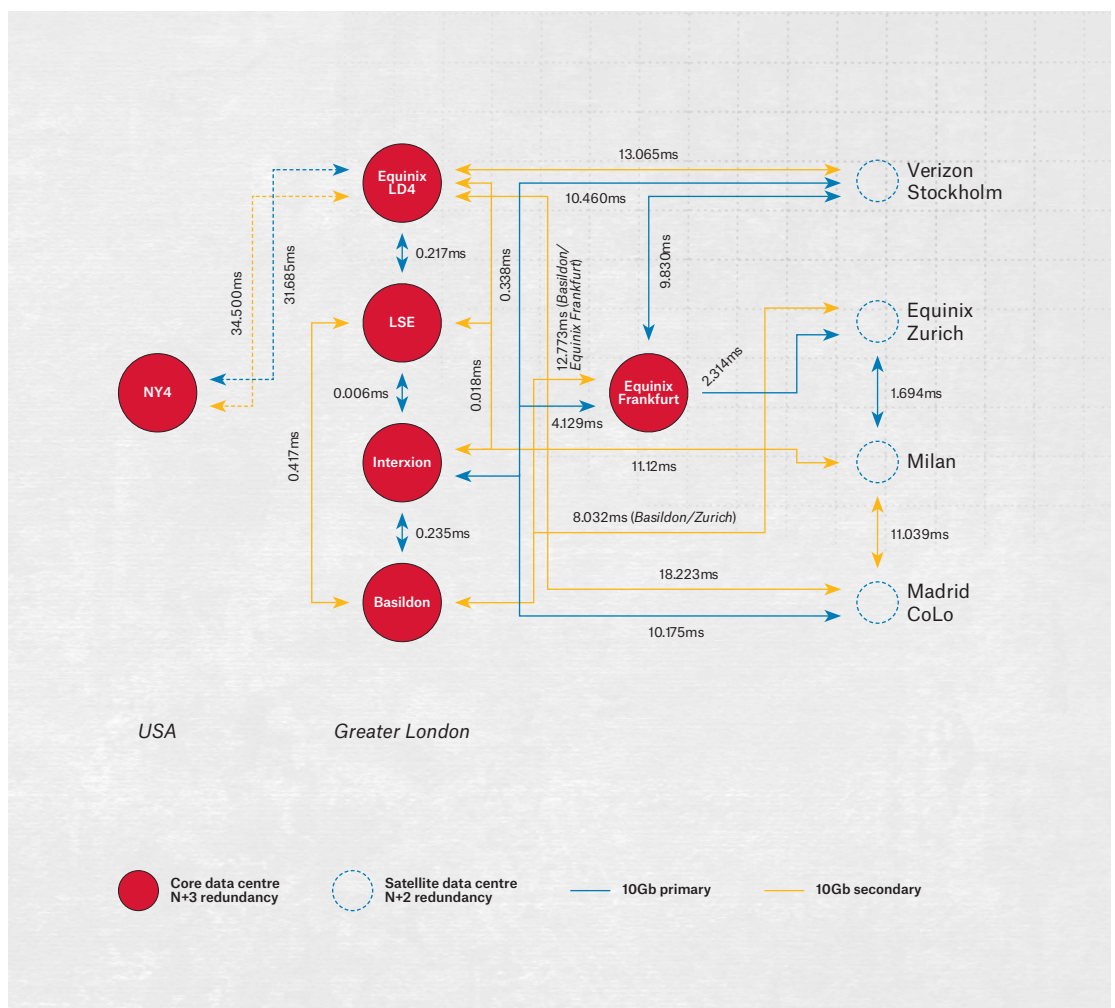 13.065ms
Equinix
LD4
Verizon
Stockholm
10.460ms
0.217ms
34.500ms
31.685ms
0.338ms
12.773ms (Basildon/
Equinix Frankfurt)
9.830ms
LSE
Equinix
Zurich
NY4
0.006ms
0.018ms
Equinix
Frankfurt
2.314ms
1.694ms
4.129ms
0.417ms
Interxion
11.12ms
Milan
0.235ms
8.032ms (Basildon/Zurich)
11.039ms
18.223ms
Basildon
Madrid
CoLo
10.175ms
USA
Greater London
Core data centre
N+3 redundancy
Satellite data centre
N+2 redundancy
10Gb primary
10Gb secondary